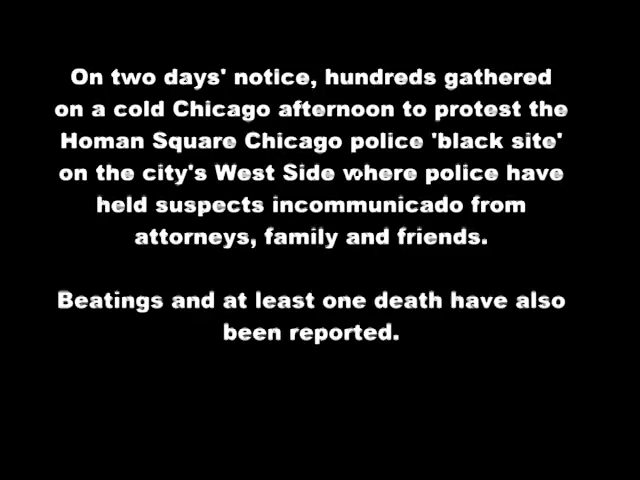 On two days' notice, hundreds gathered
on a cold Chicago afternoon to protest the
Homan Square Chicago police 'black site'
on the city's West Side where police have
held suspects incommunicado from
attorneys, family and friends.
Beatings and at least one death have also
been reported.